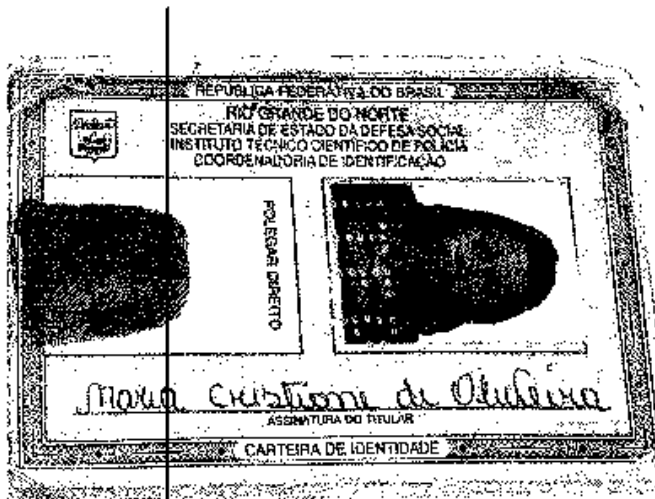 REPÚBLICA FEDERATIVA DO BRASIL
RIO GRANDE DO NORTE
SECRETARIA DE ESTADO DA DEFESA SOCIAL
INSTITUTO TÉCNICO CIENTÍFICO DE POLÍCIA
COORDENADORIA DE IDENTIFICAÇÃO
POLEGAR DIREITO
Maria Cristione de Oliveira
ASSINATURA DO TITULAR
CARTEIRA DE IDENTIDADE